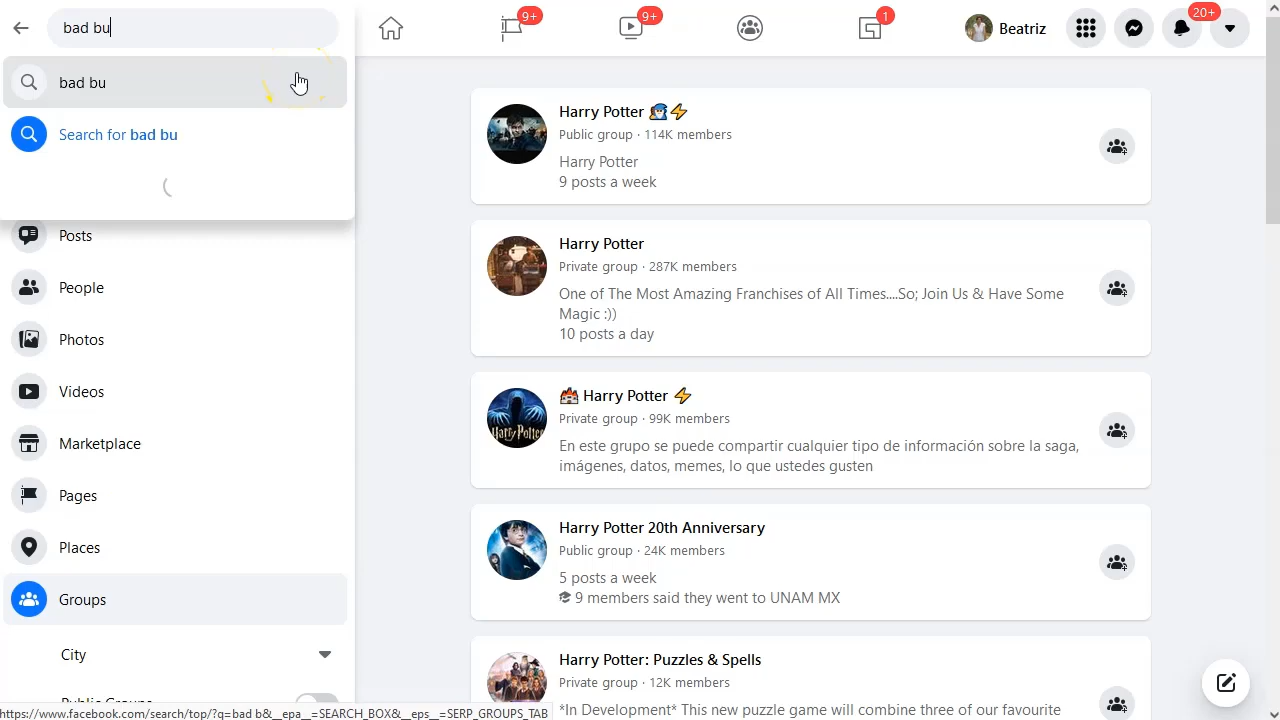 bad bu
9+
9+
1
Beatriz
20+
bad bu
Search for bad bu
Posts
People
Photos
Videos
Marketplace
Pages
Places
Groups
City
Public Groups
https://www.facebook.com/search/top/?q=bad b&__epa__=SEARCH_BOX&__eps__=SERP_GROUPS_TAB
Harry Potter 🧙‍♂️⚡
Public group · 114K members
Harry Potter
9 posts a week
Harry Potter
Private group · 287K members
One of The Most Amazing Franchises of All Times....So; Join Us & Have Some
Magic :))
10 posts a day
🏰 Harry Potter ⚡
Private group · 99K members
Harry Potter
En este grupo se puede compartir cualquier tipo de información sobre la saga,
imágenes, datos, memes, lo que ustedes gusten
Harry Potter 20th Anniversary
Public group · 24K members
5 posts a week
9 members said they went to UNAM MX
Harry Potter: Puzzles & Spells
Private group · 12K members
*In Development* This new puzzle game will combine three of our favourite